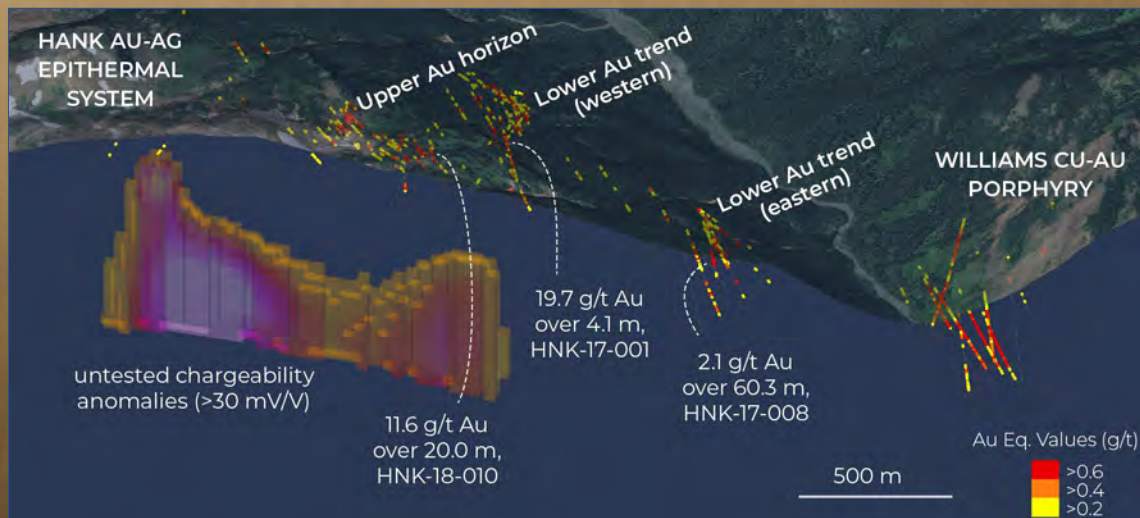 HANK AU-AG
EPITHERMAL
SYSTEM
Upper Au horizon
Lower Au trend
(western)
Lower Au trend
(eastern)
WILLIAMS CU-AU
PORPHYRY
untested chargeability
anomalies (>30 mV/V)
11.6 g/t Au
over 20.0 m,
HNK-18-010
19.7 g/t Au
over 4.1 m,
HNK-17-001
2.1 g/t Au
over 60.3 m,
HNK-17-008
500 m
Au Eq. Values (g/t)
>0.6
>0.4
>0.2